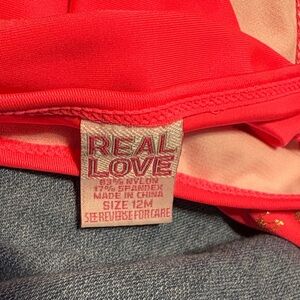 REAL
LOVE
83% NYLON
17% SPANDEX
MADE IN CHINA
SIZE 12M
SEE REVERSE FOR CARE